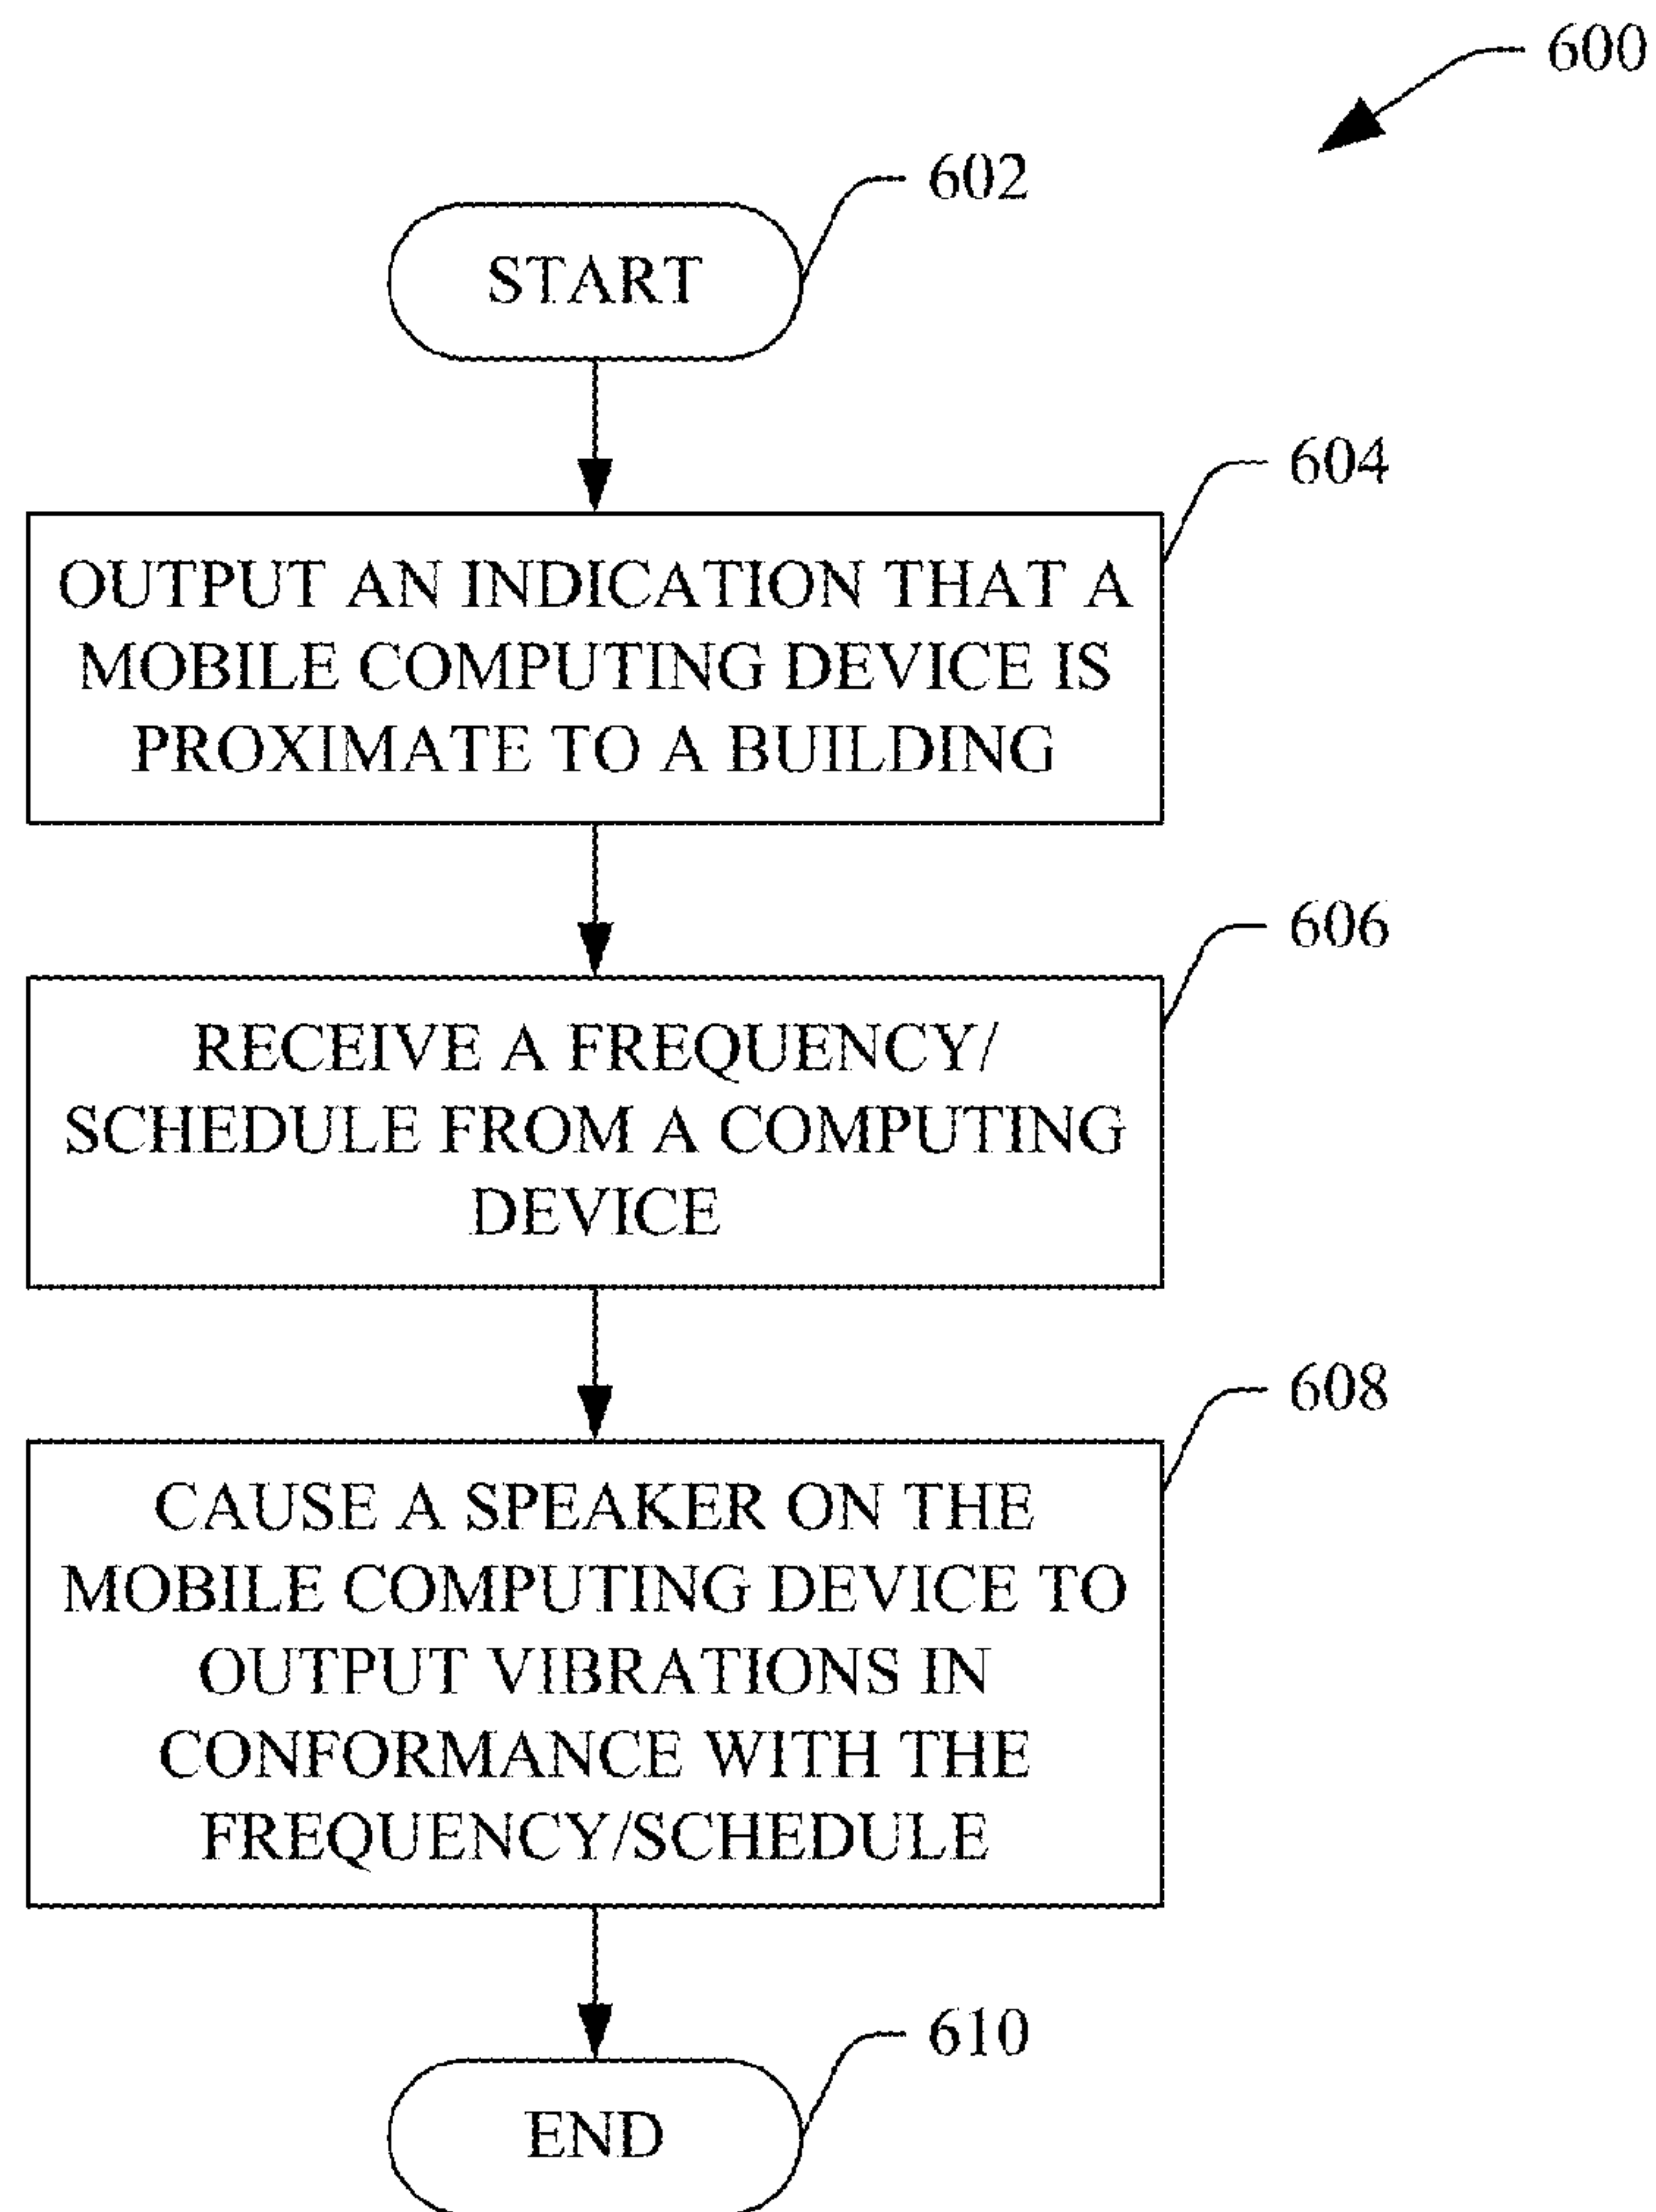 600
602
START
604
OUTPUT AN INDICATION THAT A
MOBILE COMPUTING DEVICE IS
PROXIMATE TO A BUILDING
606
RECEIVE A FREQUENCY/
SCHEDULE FROM A COMPUTING
DEVICE
608
CAUSE A SPEAKER ON THE
MOBILE COMPUTING DEVICE TO
OUTPUT VIBRATIONS IN
CONFORMANCE WITH THE
FREQUENCY/SCHEDULE
610
END